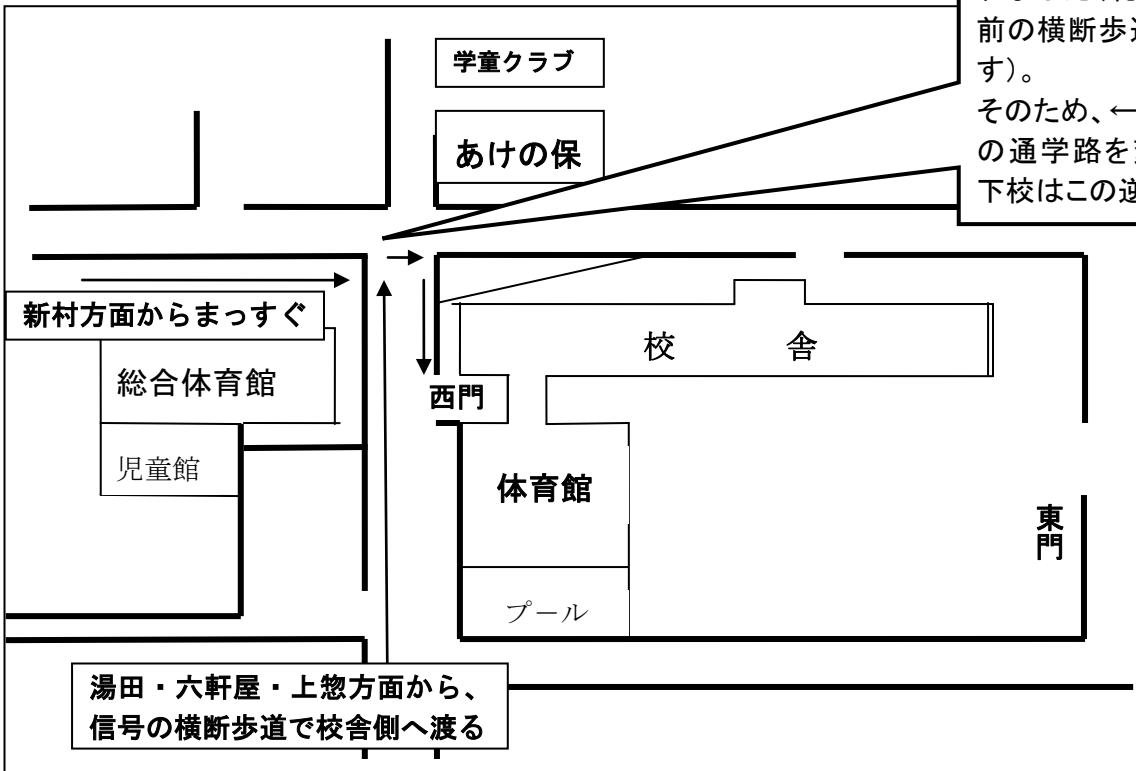 前の横断歩道
す）。
そのため、←
の通学路を
下校はこの逆
学童クラブ
あけの保
新村方面からまっすぐ
総合体育館
児童館
校　舎
西門
体育館
プール
東門
湯田・六軒屋・上惣方面から、
信号の横断歩道で校舎側へ渡る